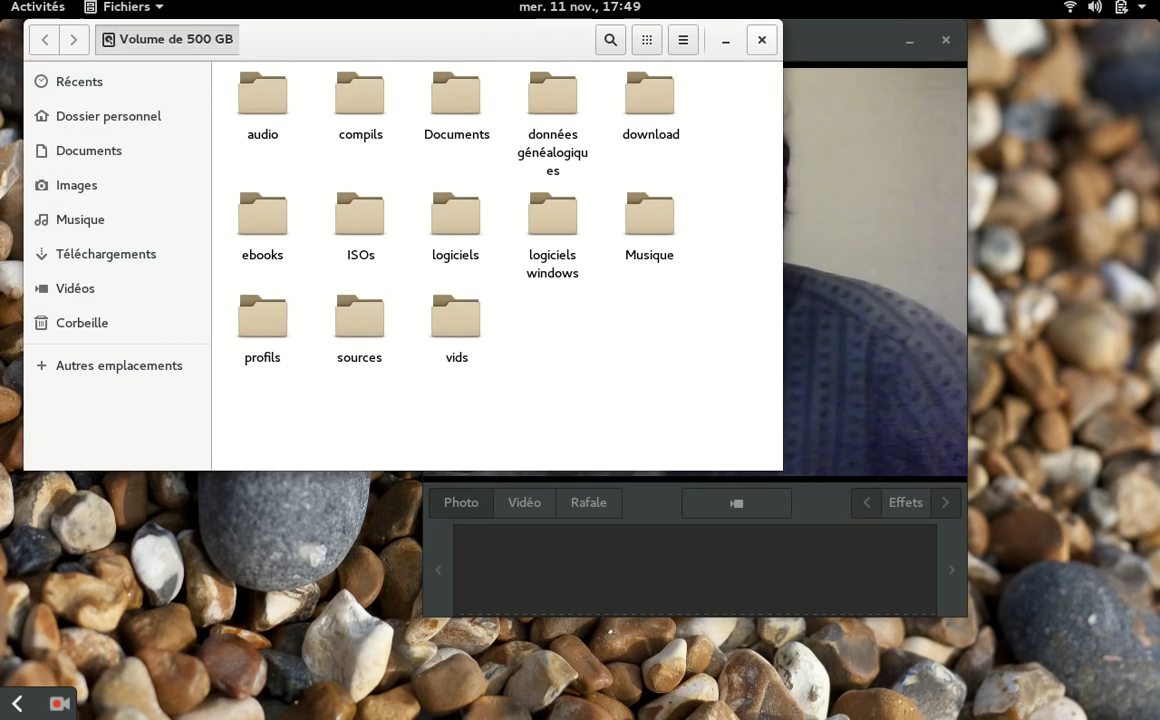 Activités
Fichiers
mer. 11 nov., 17:49
Volume de 500 GB
Récents
Dossier personnel
Documents
Images
Musique
Téléchargements
Vidéos
Corbeille
Autres emplacements
audio
compils
Documents
données
généalogiqu
es
download
ebooks
ISOs
logiciels
logiciels
windows
Musique
profils
sources
vids
Photo
Vidéo
Rafale
Effets